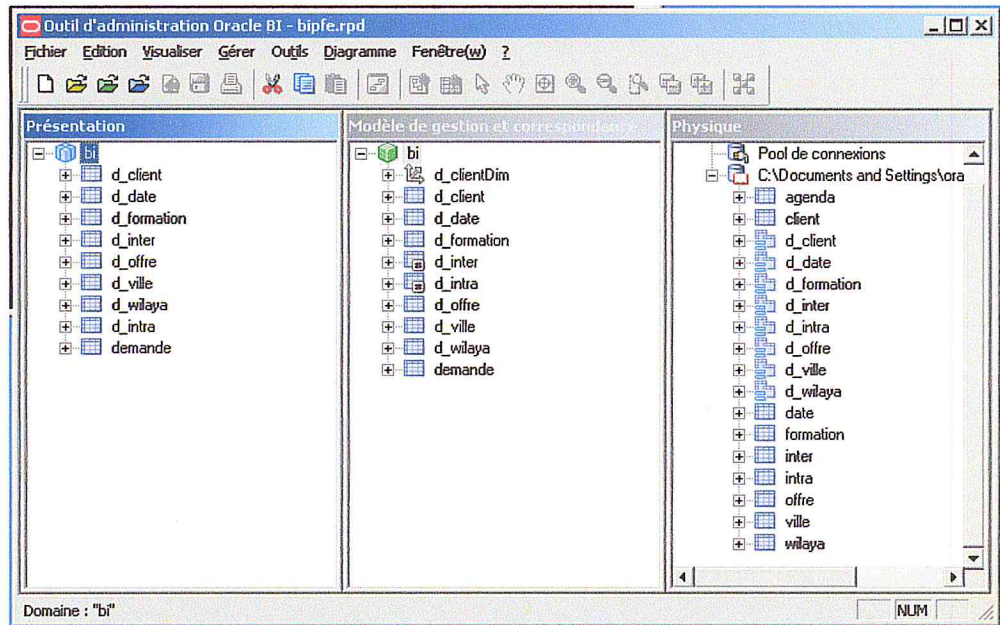 Outil d'administration Oracle BI - bipfe.rpd
Fichier Edition Visualiser Gérer Outils Diagramme Fenêtre(w) ?
Présentation
bi
d_client
d_date
d_formation
d_inter
d_offre
d_ville
d_wilaya
d_intra
demande
Modèle de gestion et correspondance
bi
d_clientDim
d_client
d_date
d_formation
d_inter
d_intra
d_offre
d_ville
d_wilaya
demande
Physique
Pool de connexions
C:\Documents and Settings\ora
agenda
client
d_client
d_date
d_formation
d_inter
d_intra
d_offre
d_ville
d_wilaya
date
formation
inter
intra
offre
ville
wilaya
Domaine : "bi"
NUM